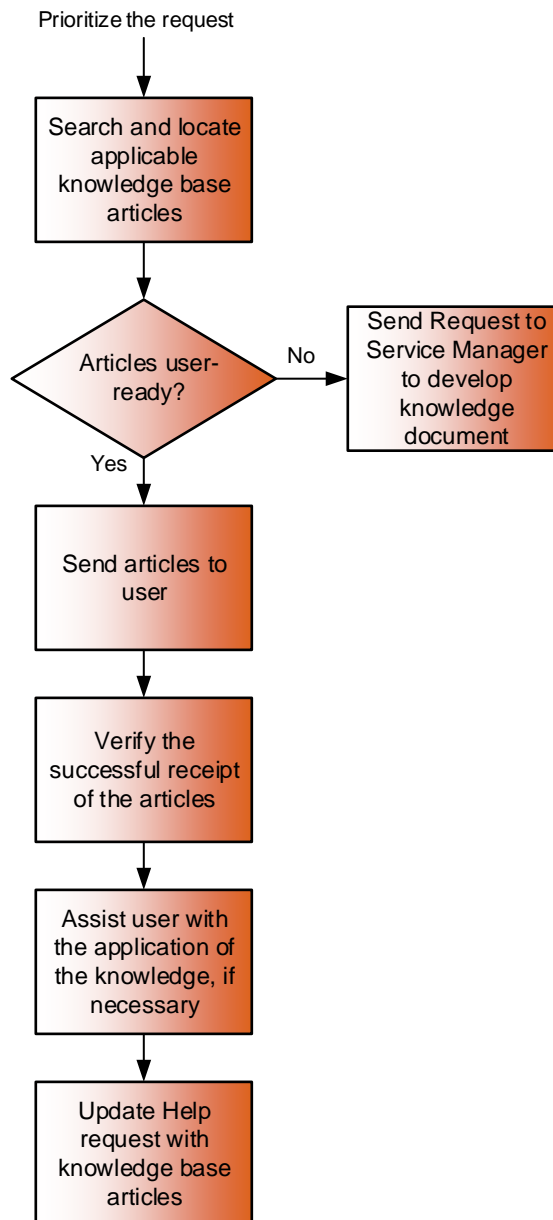 Prioritize the request
Search and locate
applicable
knowledge base
articles
Articles user-
ready?
No
Send Request to
Service Manager
to develop
knowledge
document
Yes
Send articles to
user
Verify the
successful receipt
of the articles
Assist user with
the application of
the knowledge, if
necessary
Update Help
request with
knowledge base
articles